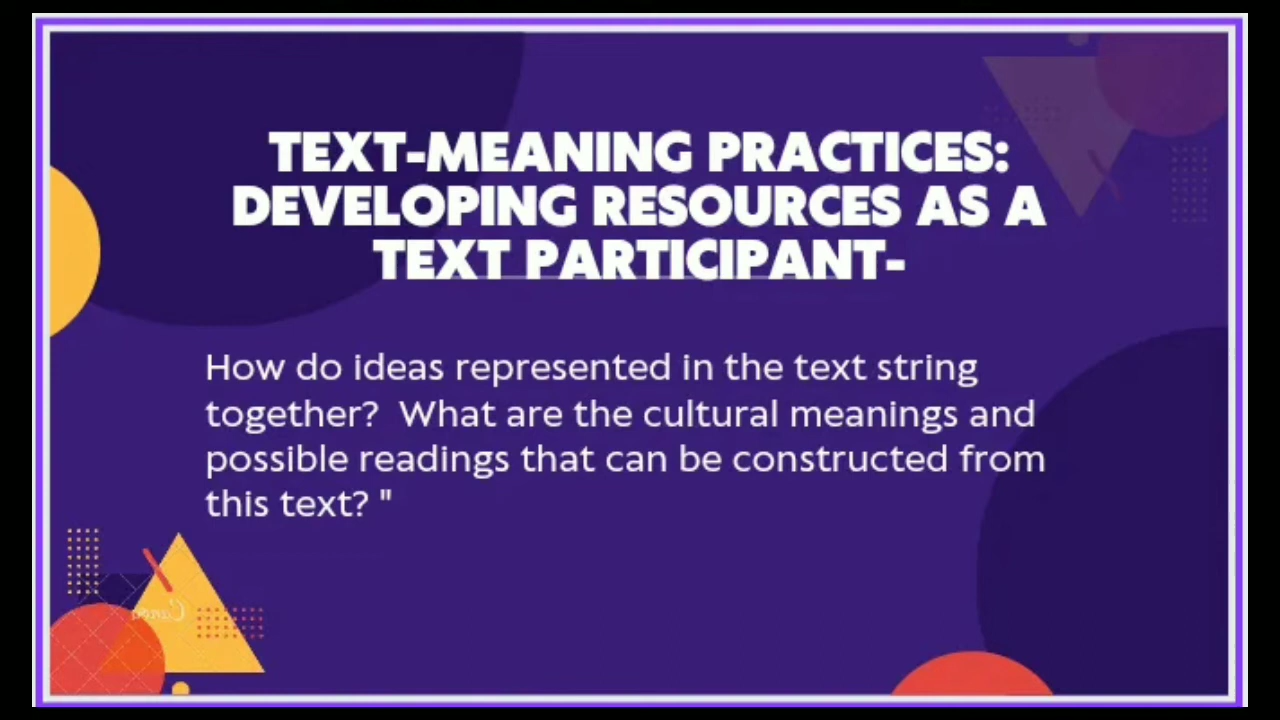 TEXT-MEANING PRACTICES:
DEVELOPING RESOURCES AS A
TEXT PARTICIPANT-
How do ideas represented in the text string
together? What are the cultural meanings and
possible readings that can be constructed from
this text? "
Canva